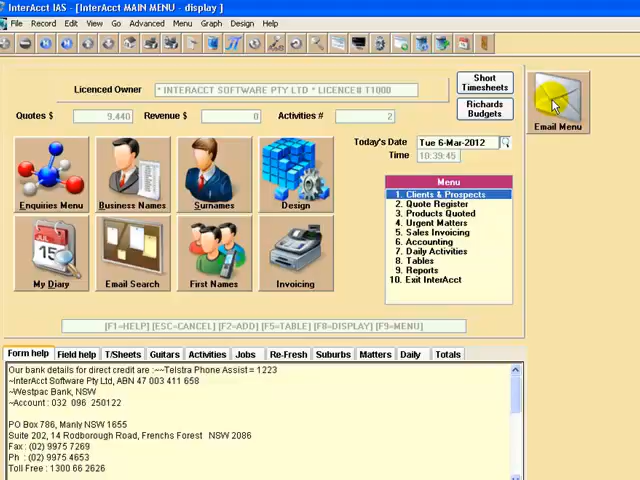 InterAcct IAS - [InterAcct MAIN MENU - display ]
File Record Edit View Go Advanced Menu Graph Design Help
Licenced Owner * INTERACCT SOFTWARE PTY LTD * LICENCE# T1000
Short Timesheets
Richards Budgets
Email Menu
Quotes $ 9,440 Revenue $ 0 Activities # 2
Today's Date Tue 6-Mar-2012
Time 10:39:45
Enquiries Menu Business Names Surnames Design
My Diary Email Search First Names Invoicing
Menu
1. Clients & Prospects
2. Quote Register
3. Products Quoted
4. Urgent Matters
5. Sales Invoicing
6. Accounting
7. Daily Activities
8. Tables
9. Reports
10. Exit InterAcct
[F1=HELP] [ESC=CANCEL] [F2=ADD] [F5=TABLE] [F8=DISPLAY] [F9=MENU]
Form help Field help T/Sheets Guitars Activities Jobs Re-Fresh Suburbs Matters Daily Totals
Our bank details for direct credit are :~~Telstra Phone Assist = 1223
~InterAcct Software Pty Ltd, ABN 47 003 411 658
~Westpac Bank, NSW
~Account : 032 096 250122
PO Box 786, Manly NSW 1655
Suite 202, 14 Rodborough Road, Frenchs Forest NSW 2086
Fax : (02) 9975 7269
Ph : (02) 9975 4653
Toll Free : 1300 66 2626